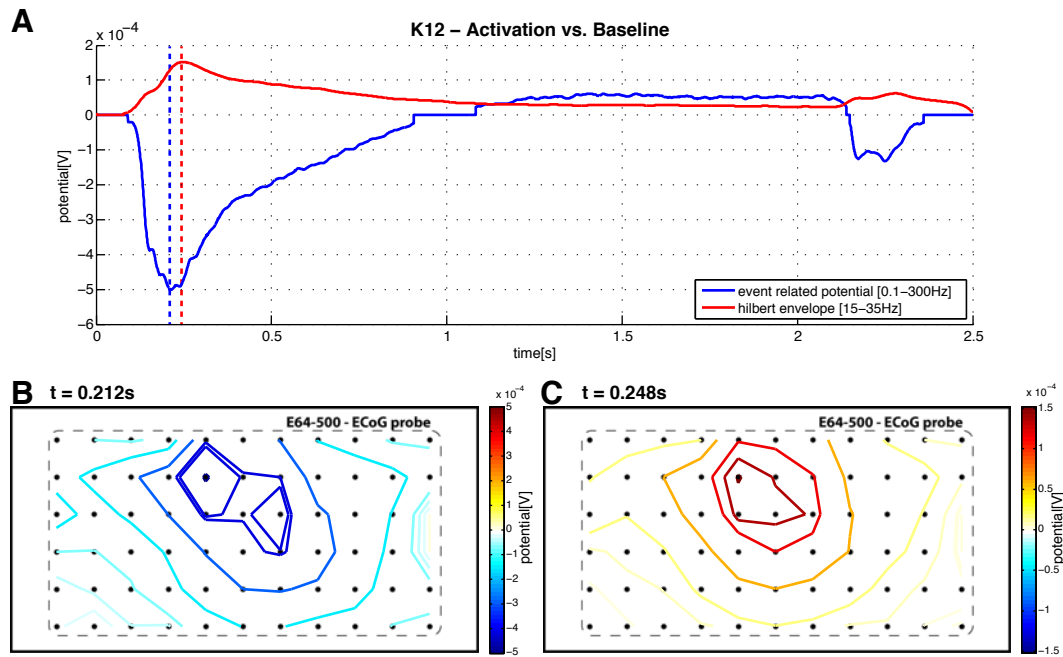 A
K12 – Activation vs. Baseline
x 10⁻⁴
2
1
0
−1
−2
−3
−4
−5
−6
potential[V]
0
0.5
1
1.5
2
2.5
time[s]
event related potential [0.1–300Hz]
hilbert envelope [15–35Hz]
B t = 0.212s
E64-500 - ECoG probe
x 10⁻⁴
5
4
3
2
1
0
−1
−2
−3
−4
−5
potential[V]
C t = 0.248s
E64-500 - ECoG probe
x 10⁻⁴
1.5
1
0.5
0
−0.5
−1
−1.5
potential[V]